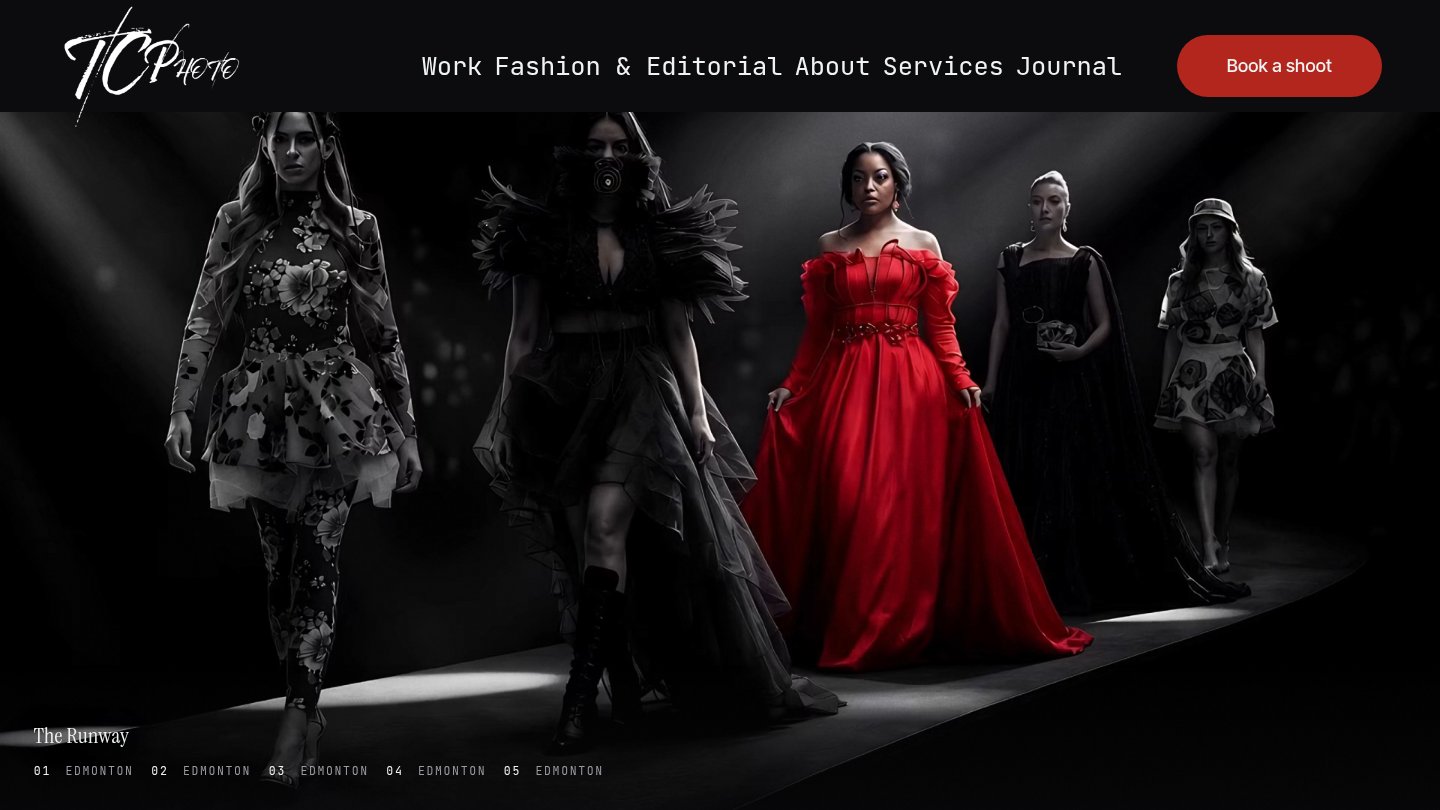 TCPHOTO
Work Fashion & Editorial About Services Journal
Book a shoot
The Runway
01 EDMONTON 02 EDMONTON 03 EDMONTON 04 EDMONTON 05 EDMONTON